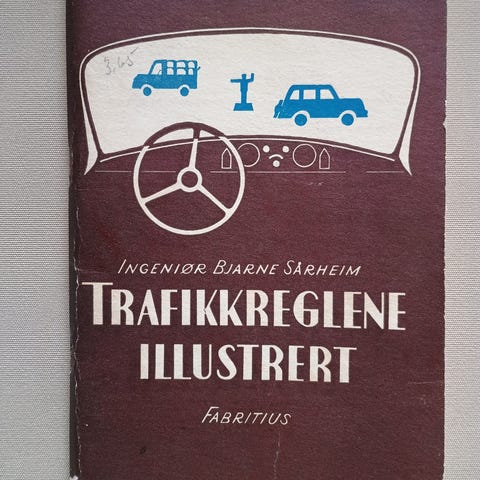 3,65
INGENIØR BJARNE SÅRHEIM
TRAFIKKREGLENE
ILLUSTRERT
FABRITIUS